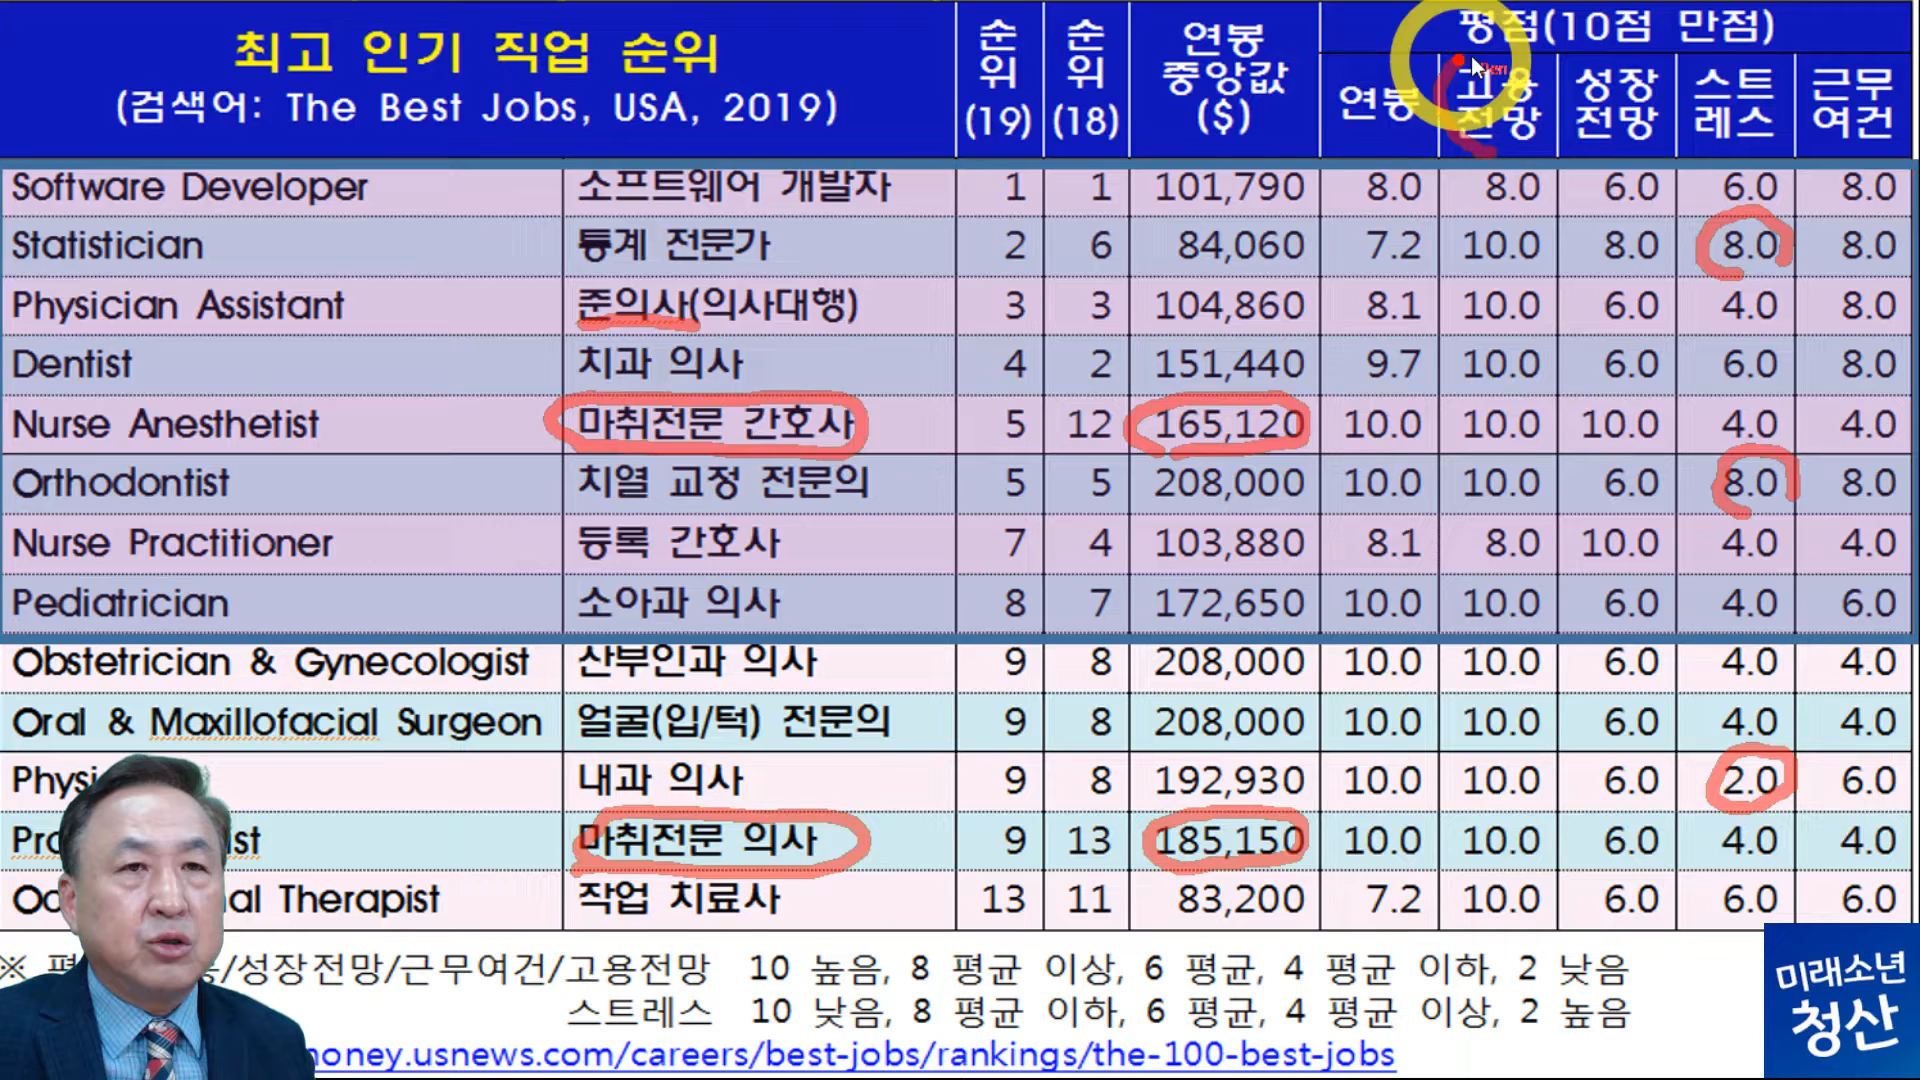 최고 인기 직업 순위
(검색어: The Best Jobs, USA, 2019)
순위(19) 순위(18) 연봉 중앙값($) 평점(10점 만점)
연봉 고용전망 성장전망 스트레스 근무여건
Software Developer 소프트웨어 개발자 1 1 101,790 8.0 8.0 6.0 6.0 8.0
Statistician 통계 전문가 2 6 84,060 7.2 10.0 8.0 8.0 8.0
Physician Assistant 준의사(의사대행) 3 3 104,860 8.1 10.0 6.0 4.0 8.0
Dentist 치과 의사 4 2 151,440 9.7 10.0 6.0 6.0 8.0
Nurse Anesthetist 마취전문 간호사 5 12 165,120 10.0 10.0 10.0 4.0 4.0
Orthodontist 치열 교정 전문의 5 5 208,000 10.0 10.0 6.0 8.0 8.0
Nurse Practitioner 등록 간호사 7 4 103,880 8.1 8.0 10.0 4.0 4.0
Pediatrician 소아과 의사 8 7 172,650 10.0 10.0 6.0 4.0 6.0
Obstetrician & Gynecologist 산부인과 의사 9 8 208,000 10.0 10.0 6.0 4.0 4.0
Oral & Maxillofacial Surgeon 얼굴(입/턱) 전문의 9 8 208,000 10.0 10.0 6.0 4.0 4.0
Physi 내과 의사 9 8 192,930 10.0 10.0 6.0 2.0 6.0
st 마취전문 의사 9 13 185,150 10.0 10.0 6.0 4.0 4.0
al Therapist 작업 치료사 13 11 83,200 7.2 10.0 6.0 6.0 6.0
※ /성장전망/근무여건/고용전망 10 높음, 8 평균 이상, 6 평균, 4 평균 이하, 2 낮음
스트레스 10 낮음, 8 평균 이하, 6 평균, 4 평균 이상, 2 높음
money.usnews.com/careers/best-jobs/rankings/the-100-best-jobs
미래소년
청산